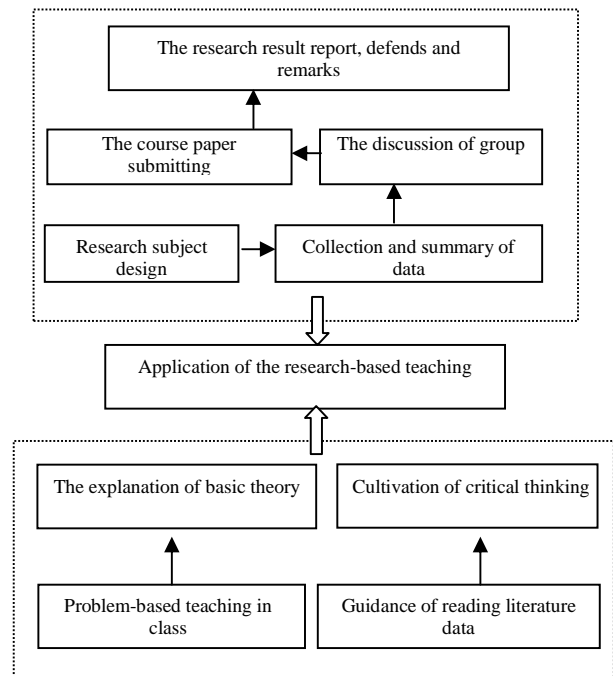 The research result report, defends and
remarks
The course paper
submitting
The discussion of group
Research subject
design
Collection and summary of
data
Application of the research-based teaching
The explanation of basic theory
Cultivation of critical thinking
Problem-based teaching in
class
Guidance of reading literature
data